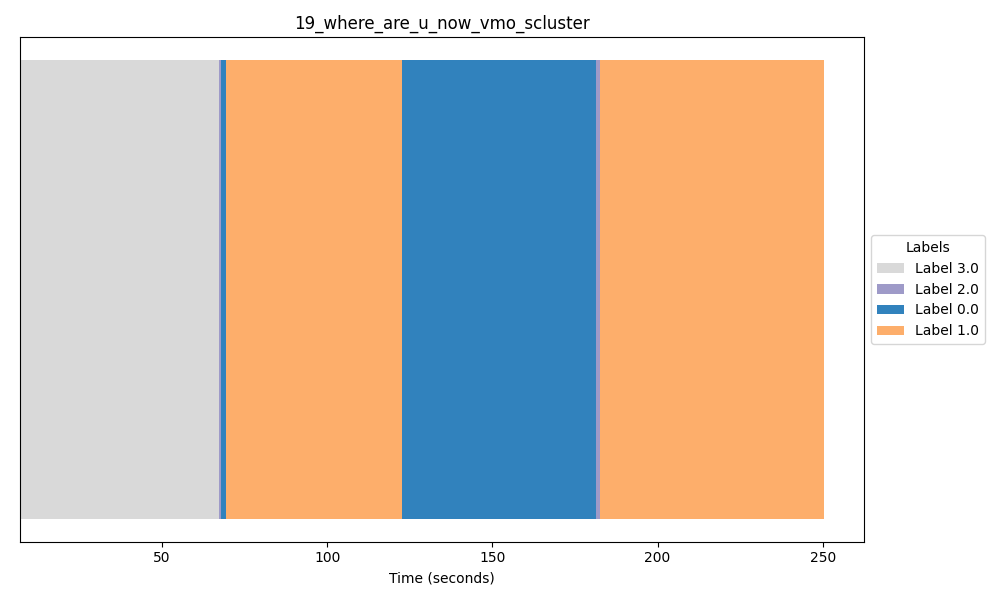 19_where_are_u_now_vmo_scluster
Labels
Label 3.0
Label 2.0
Label 0.0
Label 1.0
50
100
150
200
250
Time (seconds)